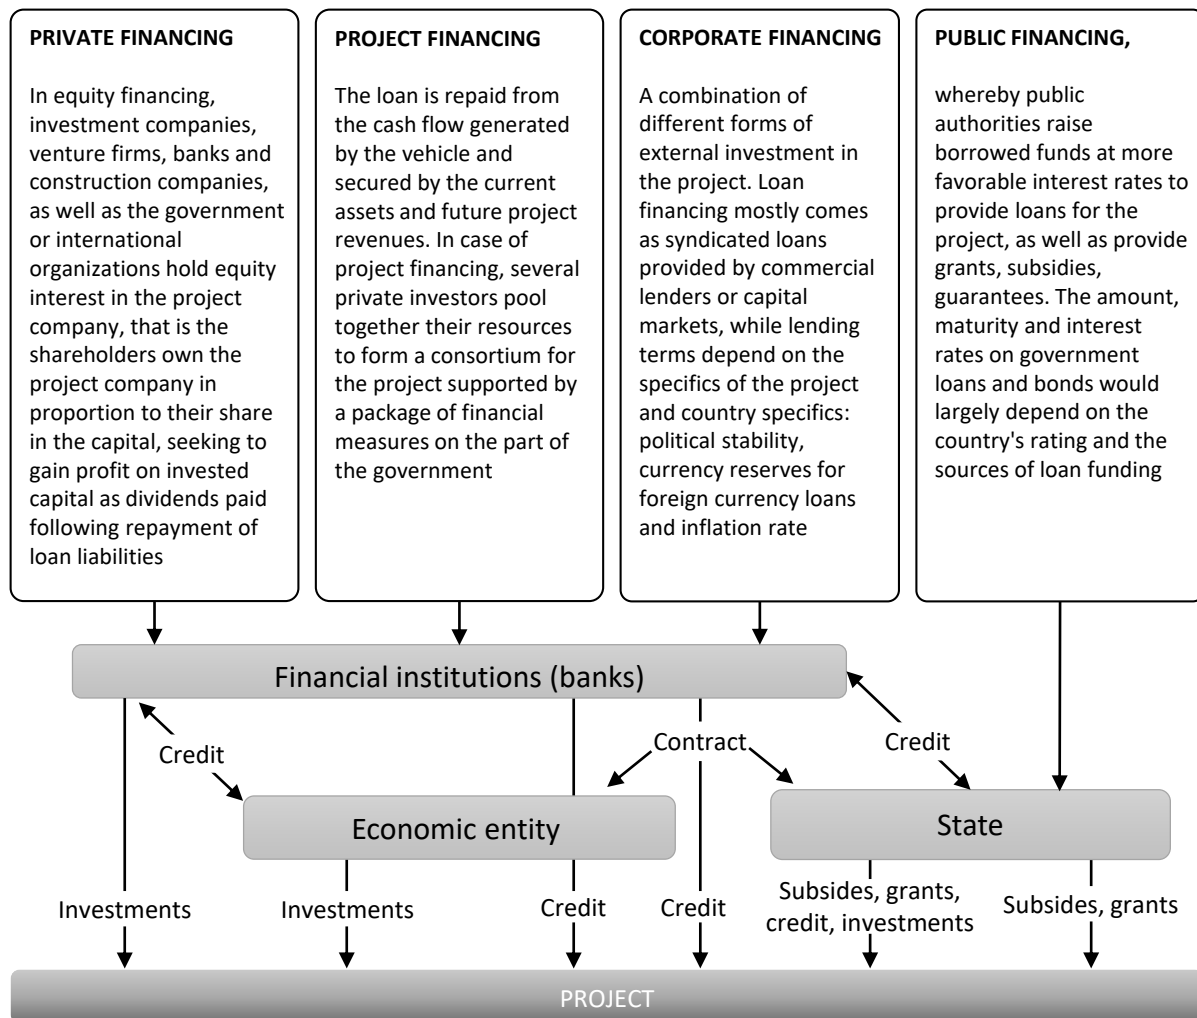 PRIVATE FINANCING
In equity financing,
investment companies,
venture firms, banks and
construction companies,
as well as the government
or international
organizations hold equity
interest in the project
company, that is the
shareholders own the
project company in
proportion to their share
in the capital, seeking to
gain profit on invested
capital as dividends paid
following repayment of
loan liabilities
PROJECT FINANCING
The loan is repaid from
the cash flow generated
by the vehicle and
secured by the current
assets and future project
revenues. In case of
project financing, several
private investors pool
together their resources
to form a consortium for
the project supported by
a package of financial
measures on the part of
the government
CORPORATE FINANCING
A combination of
different forms of
external investment in
the project. Loan
financing mostly comes
as syndicated loans
provided by commercial
lenders or capital
markets, while lending
terms depend on the
specifics of the project
and country specifics:
political stability,
currency reserves for
foreign currency loans
and inflation rate
PUBLIC FINANCING,
whereby public
authorities raise
borrowed funds at more
favorable interest rates to
provide loans for the
project, as well as provide
grants, subsidies,
guarantees. The amount,
maturity and interest
rates on government
loans and bonds would
largely depend on the
country's rating and the
sources of loan funding
Financial institutions (banks)
Credit
Contract
Credit
Economic entity
State
Investments
Investments
Credit
Credit
Subsides, grants,
credit, investments
Subsides, grants
PROJECT